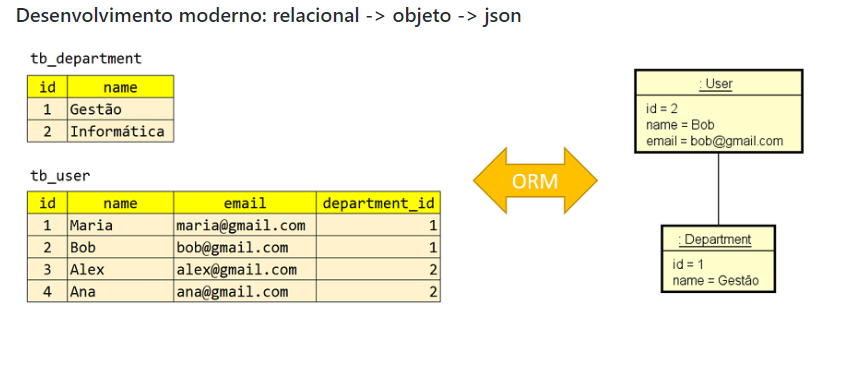 Desenvolvimento moderno: relacional -> objeto -> json
tb_department
id name
1 Gestão
2 Informática
tb_user
id name email department_id
1 Maria maria@gmail.com 1
2 Bob bob@gmail.com 1
3 Alex alex@gmail.com 2
4 Ana ana@gmail.com 2
ORM
: User
id = 2
name = Bob
email = bob@gmail.com
: Department
id = 1
name = Gestão